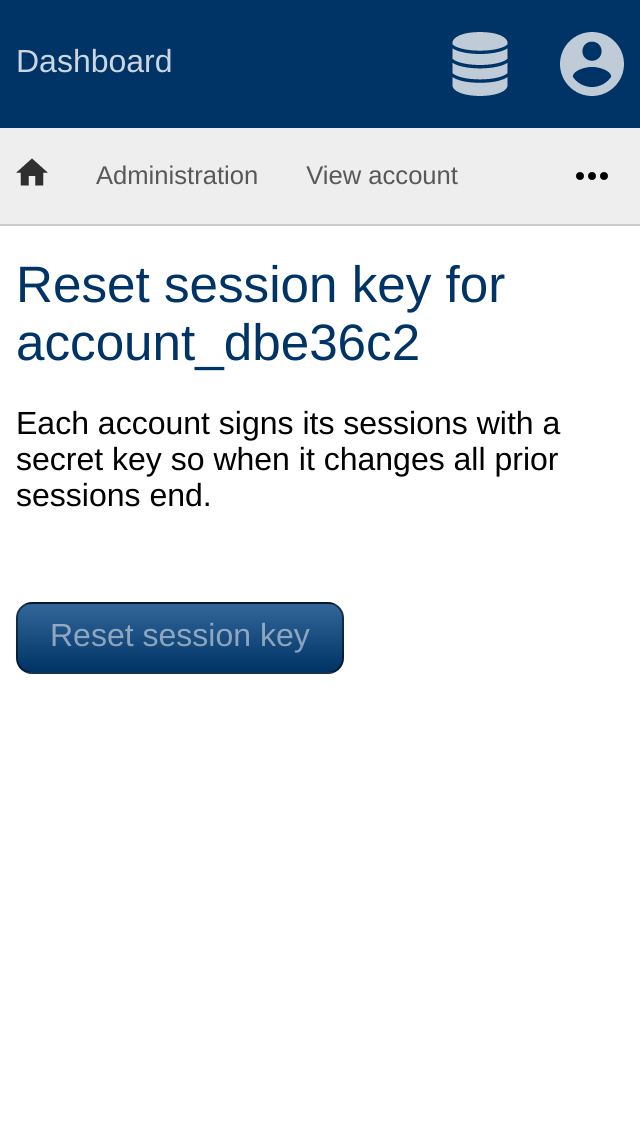 Dashboard
Administration View account
Reset session key for
account_dbe36c2
Each account signs its sessions with a
secret key so when it changes all prior
sessions end.
Reset session key